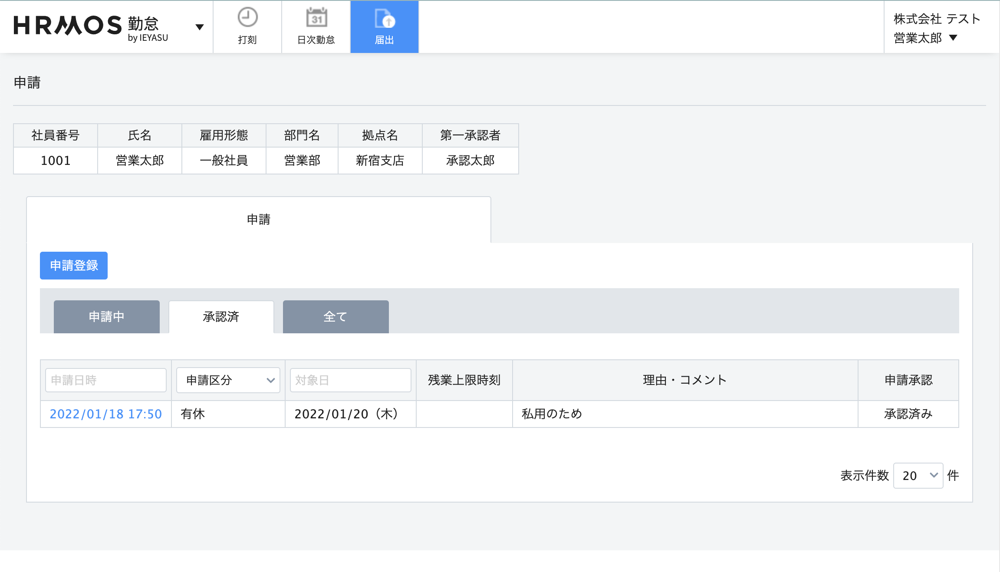 HRMOS 勤怠
by IEYASU
打刻
31
日次勤怠
届出
株式会社 テスト
営業太郎 ▼
申請
社員番号 氏名 雇用形態 部門名 拠点名 第一承認者
1001 営業太郎 一般社員 営業部 新宿支店 承認太郎
申請
申請登録
申請中 承認済 全て
申請日時 申請区分 対象日 残業上限時刻 理由・コメント 申請承認
2022/01/18 17:50 有休 2022/01/20（木） 私用のため 承認済み
表示件数 20 件